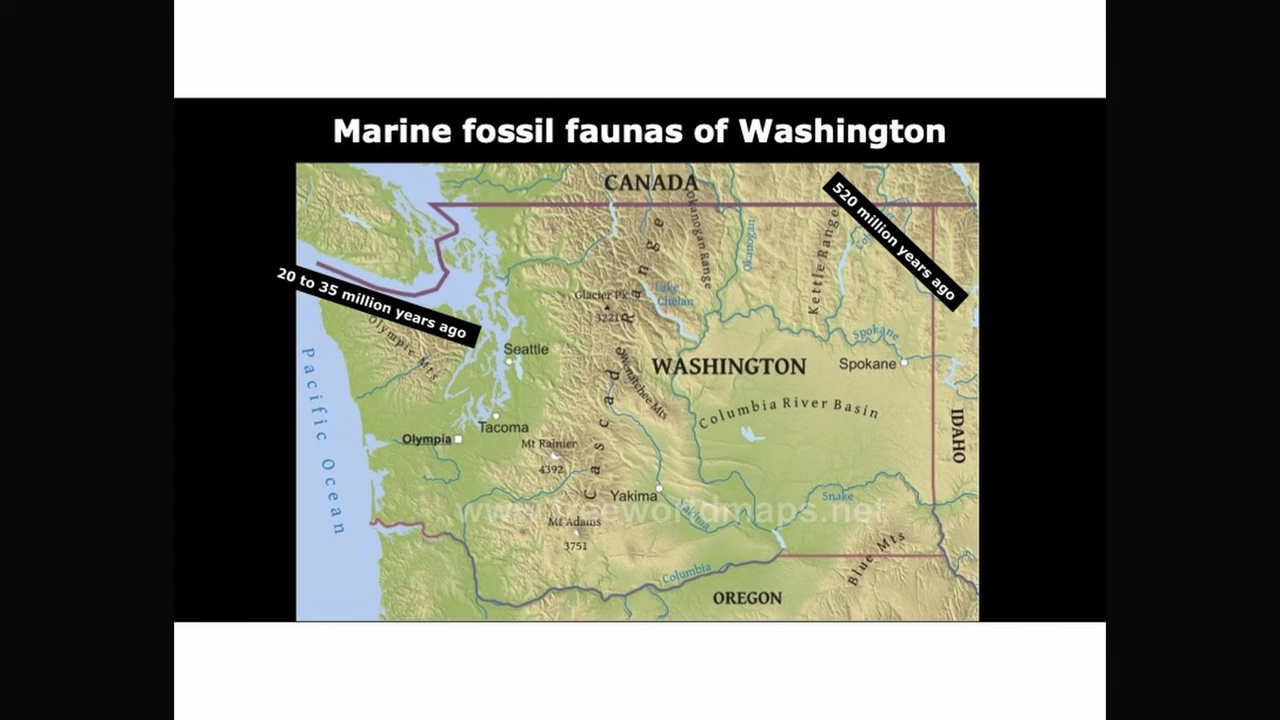 Marine fossil faunas of Washington
CANADA
520 million years ago
Okanogan Range
Okanogan
Kettle Range
20 to 35 million years ago
Olympic Mts
Glacier Pk
3221
Lake
Chelan
Cascade Range
Wenatchee Mts
Seattle
WASHINGTON
Spokane
Spokane
Columbia River Basin
Pacific Ocean
Tacoma
Olympia
Mt Rainier
4392
IDAHO
Yakima
Yakima
Snake
www.freeworldmaps.net
Mt Adams
3751
Blue Mts
Columbia
OREGON